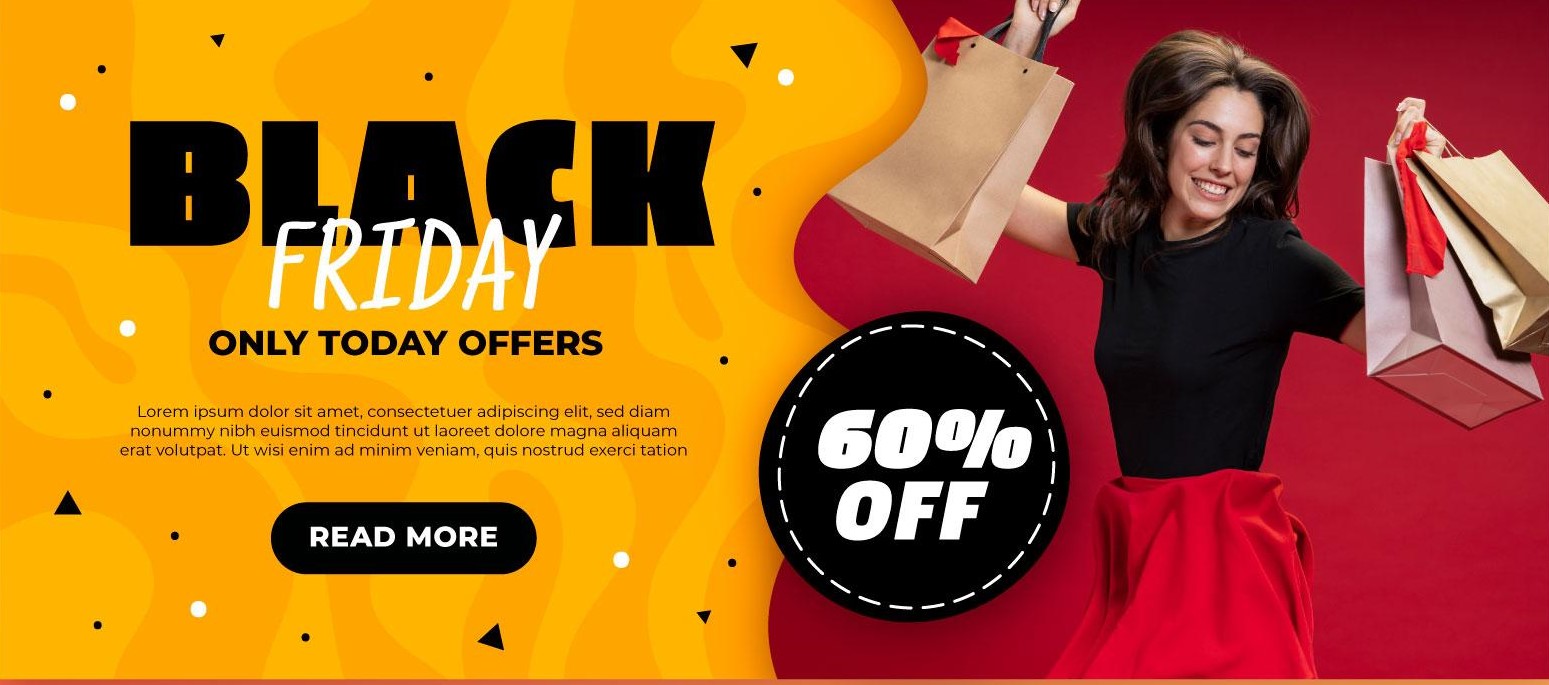 BLACK
FRIDAY
ONLY TODAY OFFERS
Lorem ipsum dolor sit amet, consectetuer adipiscing elit, sed diam
nonummy nibh euismod tincidunt ut laoreet dolore magna aliquam
erat volutpat. Ut wisi enim ad minim veniam, quis nostrud exerci tation
READ MORE
60%
OFF